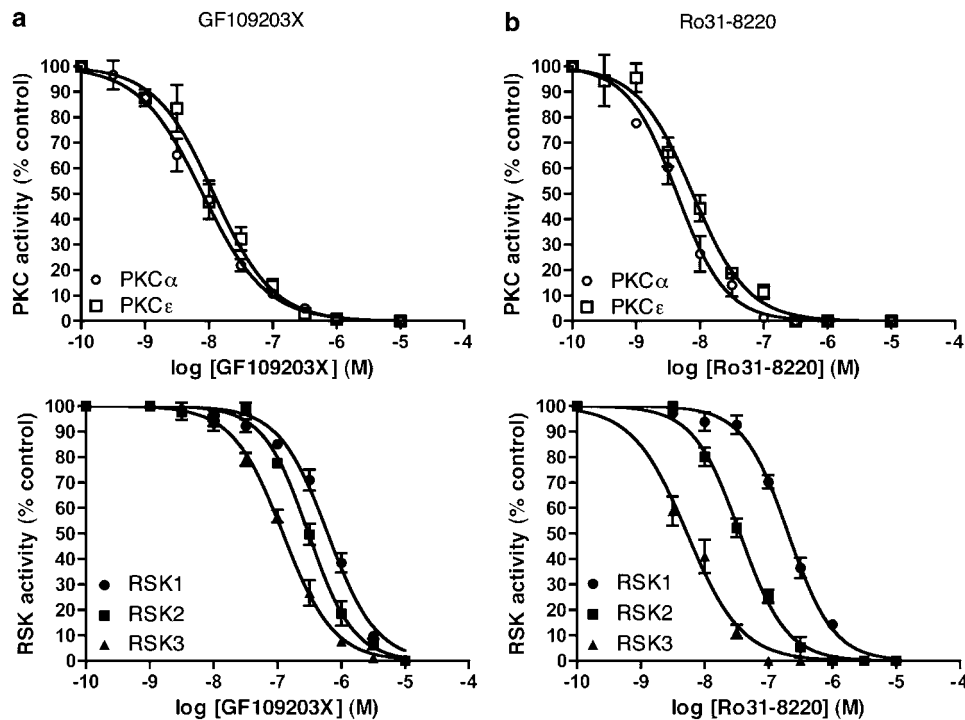 a
GF109203X
b
Ro31-8220
PKC activity (% control)
100
90
80
70
60
50
40
30
20
10
0
PKCα
PKCε
-10 -9 -8 -7 -6 -5 -4
log [GF109203X] (M)
PKC activity (% control)
100
90
80
70
60
50
40
30
20
10
0
PKCα
PKCε
-10 -9 -8 -7 -6 -5 -4
log [Ro31-8220] (M)
RSK activity (% control)
100
90
80
70
60
50
40
30
20
10
0
RSK1
RSK2
RSK3
-10 -9 -8 -7 -6 -5 -4
log [GF109203X] (M)
RSK activity (% control)
100
90
80
70
60
50
40
30
20
10
0
RSK1
RSK2
RSK3
-10 -9 -8 -7 -6 -5 -4
log [Ro31-8220] (M)